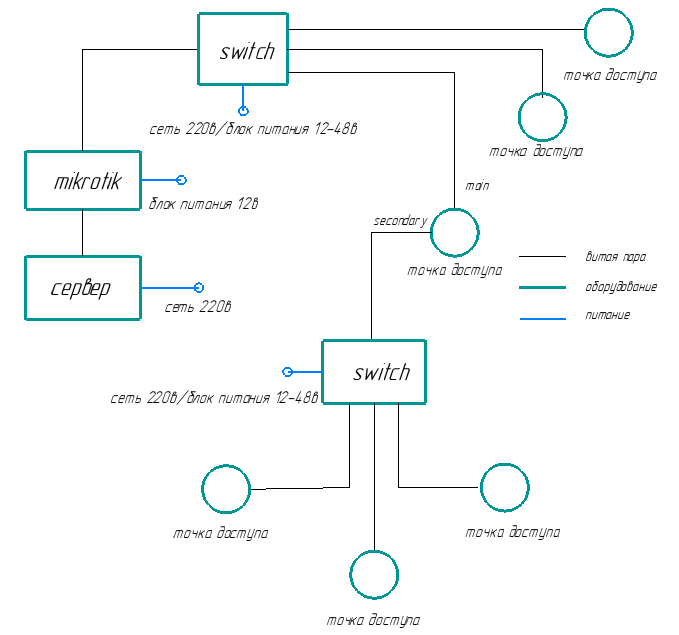 switch
точка доступа
сеть 220в/блок питания 12-48в
точка доступа
mikrotik
main
блок питания 12в
secondary
точка доступа
витая пара
сервер
оборудование
сеть 220в
питание
switch
сеть 220в/блок питания 12-48в
точка доступа
точка доступа
точка доступа